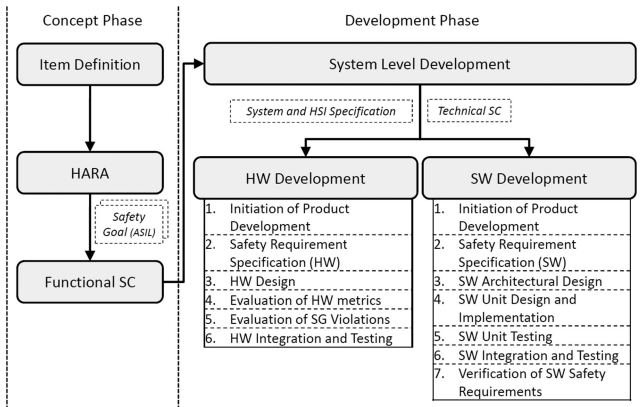 Concept Phase
Development Phase
Item Definition
System Level Development
System and HSI Specification
Technical SC
HARA
HW Development
SW Development
Safety
Goal (ASIL)
Functional SC
1. Initiation of Product
Development
2. Safety Requirement
Specification (HW)
3. HW Design
4. Evaluation of HW metrics
5. Evaluation of SG Violations
6. HW Integration and Testing
1. Initiation of Product
Development
2. Safety Requirement
Specification (SW)
3. SW Architectural Design
4. SW Unit Design and
Implementation
5. SW Unit Testing
6. SW Integration and Testing
7. Verification of SW Safety
Requirements